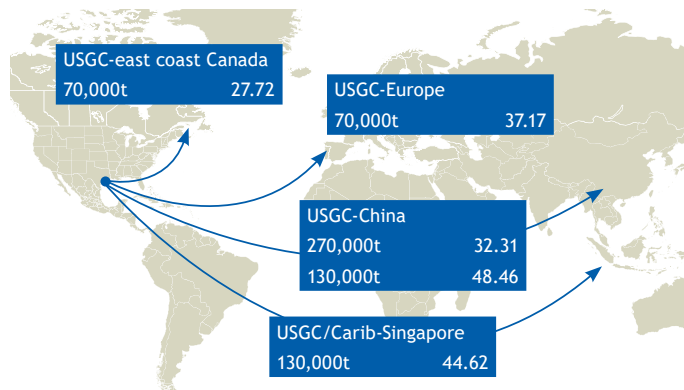 USGC-east coast Canada
70,000t 27.72
USGC-Europe
70,000t 37.17
USGC-China
270,000t 32.31
130,000t 48.46
USGC/Carib-Singapore
130,000t 44.62